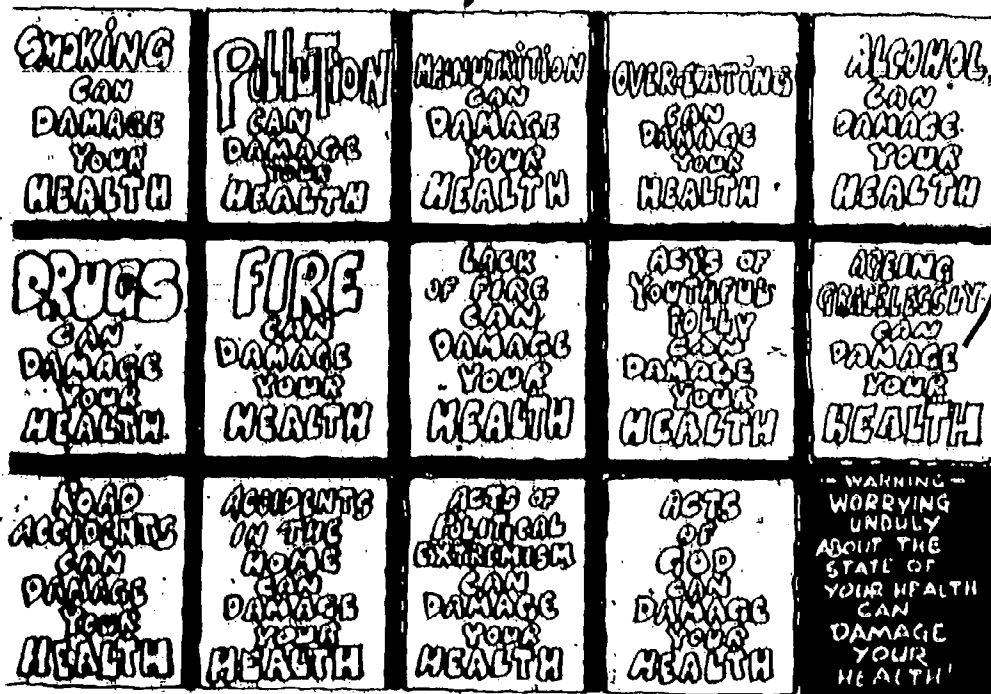 SMOKING
CAN
DAMAGE
YOUR
HEALTH
POLLUTION
CAN
DAMAGE
YOUR
HEALTH
MALNUTRITION
CAN
DAMAGE
YOUR
HEALTH
OVER-EATING
CAN
DAMAGE
YOUR
HEALTH
ALCOHOL
CAN
DAMAGE
YOUR
HEALTH
DRUGS
CAN
DAMAGE
YOUR
HEALTH
FIRE
CAN
DAMAGE
YOUR
HEALTH
LACK
OF FIRE
CAN
DAMAGE
YOUR
HEALTH
ACTS OF
YOUTHFUL
FOLLY
CAN
DAMAGE
YOUR
HEALTH
AGEING
GRACELESSLY
CAN
DAMAGE
YOUR
HEALTH
ROAD
ACCIDENTS
CAN
DAMAGE
YOUR
HEALTH
ACCIDENTS
IN THE
HOME
CAN
DAMAGE
YOUR
HEALTH
ACTS OF
POLITICAL
EXTREMISM
CAN
DAMAGE
YOUR
HEALTH
ACTS
OF
GOD
CAN
DAMAGE
YOUR
HEALTH
- WARNING -
WORRYING
UNDULY
ABOUT THE
STATE OF
YOUR HEALTH
CAN
DAMAGE
YOUR
HEALTH'